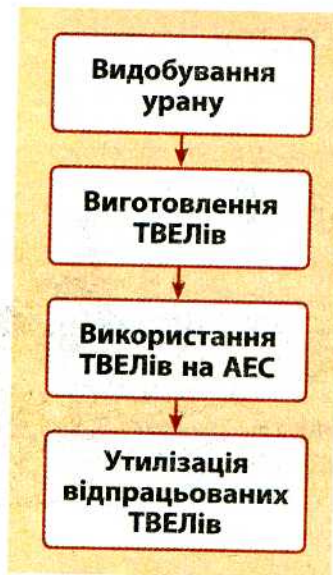 Видобування
урану
Виготовлення
ТВЕЛів
Використання
ТВЕЛів на АЕС
Утилізація
відпрацьованих
ТВЕЛів